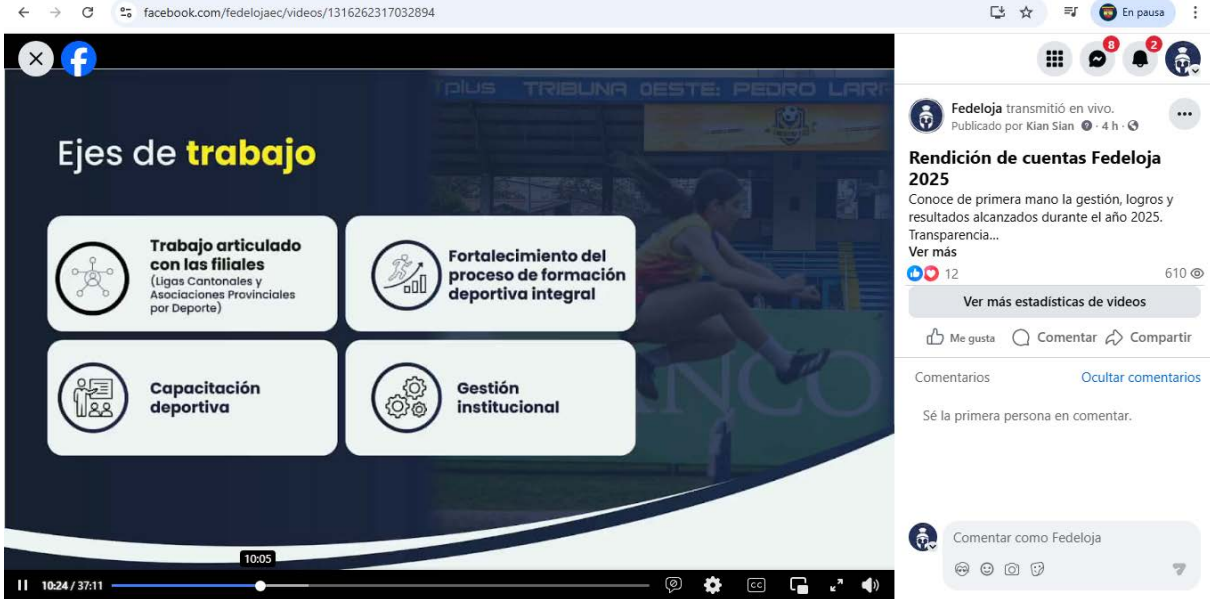 facebook.com/fedelojaec/videos/1316262317032894
En pausa
8
2
plus TRIBUNA OESTE: PEDRO LARR
Ejes de trabajo
Trabajo articulado
con las filiales
(Ligas Cantonales y
Asociaciones Provinciales
por Deporte)
Fortalecimiento del
proceso de formación
deportiva integral
Capacitación
deportiva
Gestión
institucional
NCO
10:05
10:24 / 37:11
CC
Fedeloja transmitió en vivo.
Publicado por Kian Sian · 4 h ·
Rendición de cuentas Fedeloja
2025
Conoce de primera mano la gestión, logros y
resultados alcanzados durante el año 2025.
Transparencia...
Ver más
12
610
Ver más estadísticas de videos
Me gusta Comentar Compartir
Comentarios Ocultar comentarios
Sé la primera persona en comentar.
Comentar como Fedeloja